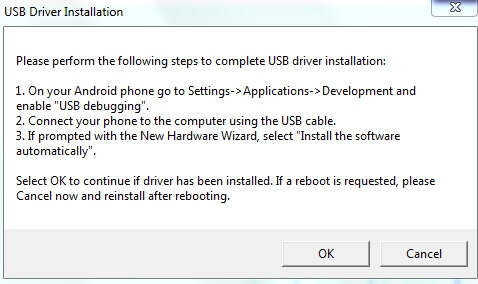 USB Driver Installation
Please perform the following steps to complete USB driver installation:
1. On your Android phone go to Settings->Applications->Development and
enable "USB debugging".
2. Connect your phone to the computer using the USB cable.
3. If prompted with the New Hardware Wizard, select "Install the software
automatically".
Select OK to continue if driver has been installed. If a reboot is requested, please
Cancel now and reinstall after rebooting.
OK
Cancel